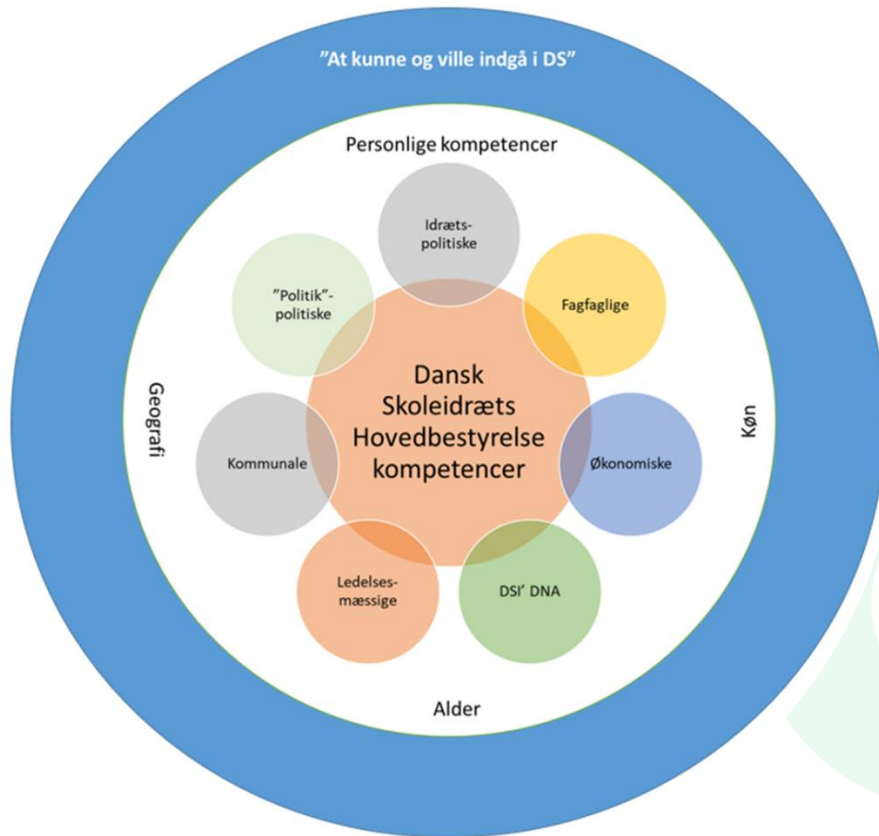 ”At kunne og ville indgå i DS”
Personlige kompetencer
Idræts-
politiske
”Politik”-
politiske
Fagfaglige
Dansk
Skoleidræts
Hovedbestyrelse
kompetencer
Geografi
Køn
Kommunale
Økonomiske
Ledelses-
mæssige
DSI’ DNA
Alder